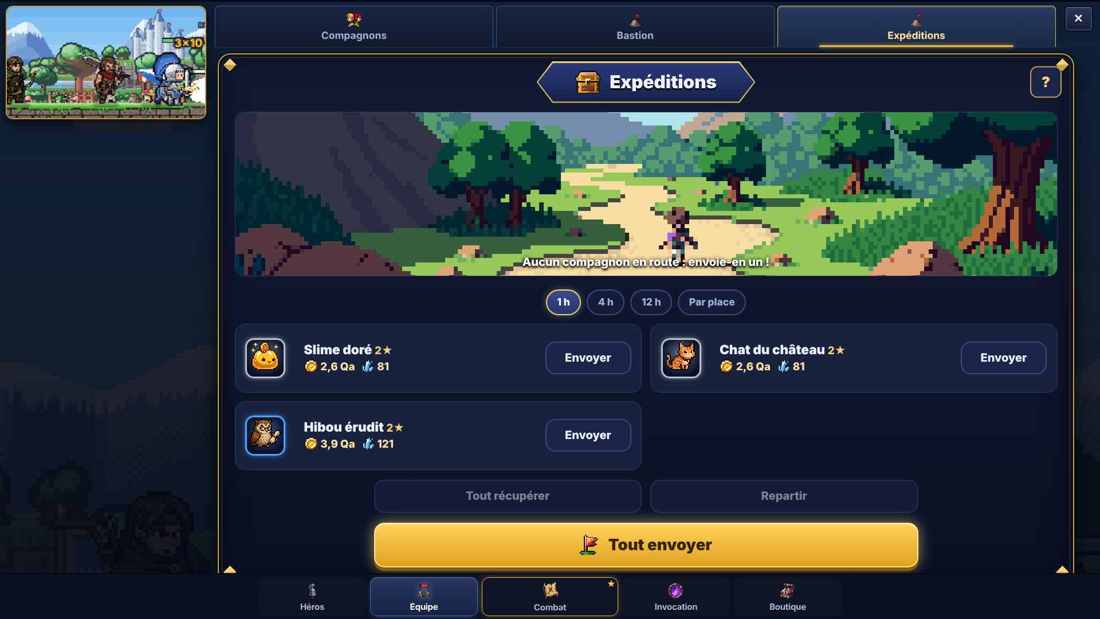 3×10
Compagnons
Bastion
Expéditions
×
Expéditions
?
Aucun compagnon en route : envoie-en un !
1 h
4 h
12 h
Par place
Slime doré 2★
2,6 Qa 81
Envoyer
Chat du château 2★
2,6 Qa 81
Envoyer
Hibou érudit 2★
3,9 Qa 121
Envoyer
Tout récupérer
Repartir
Tout envoyer
Héros
Équipe
Combat
Invocation
Boutique